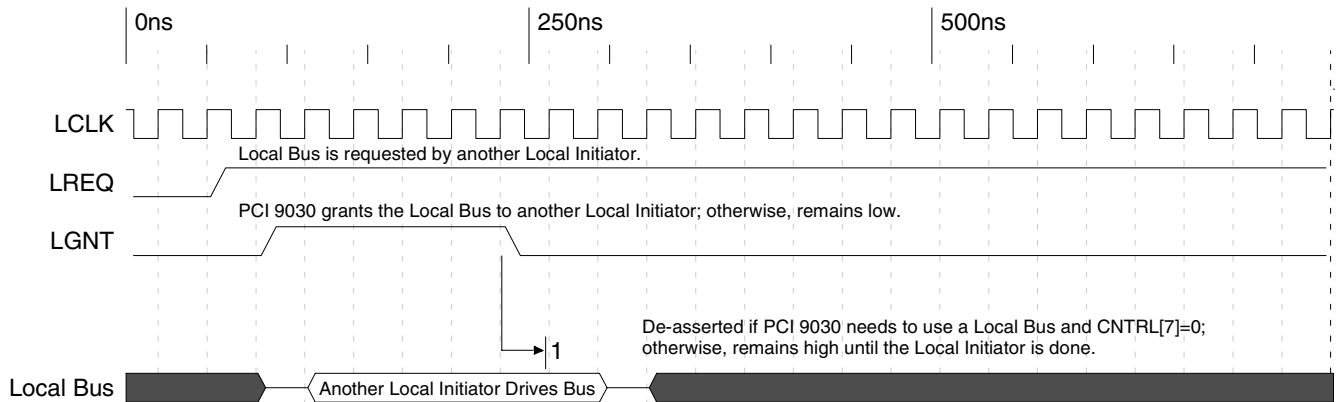 0ns 250ns 500ns
LCLK
Local Bus is requested by another Local Initiator.
LREQ
PCI 9030 grants the Local Bus to another Local Initiator; otherwise, remains low.
LGNT
De-asserted if PCI 9030 needs to use a Local Bus and CNTRL[7]=0;
otherwise, remains high until the Local Initiator is done.
1
Local Bus Another Local Initiator Drives Bus